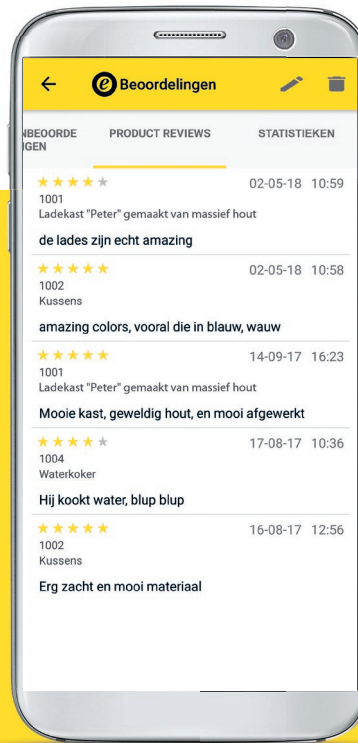 e Beoordelingen
NBEOORDE
NGEN
PRODUCT REVIEWS
STATISTIEKEN
02-05-18 10:59
1001
Ladekast "Peter" gemaakt van massief hout
de lades zijn echt amazing
02-05-18 10:58
1002
Kussens
amazing colors, vooral die in blauw, wauw
14-09-17 16:23
1001
Ladekast "Peter" gemaakt van massief hout
Mooie kast, geweldig hout, en mooi afgewerkt
17-08-17 10:36
1004
Waterkoker
Hij kookt water, blup blup
16-08-17 12:56
1002
Kussens
Erg zacht en mooi materiaal